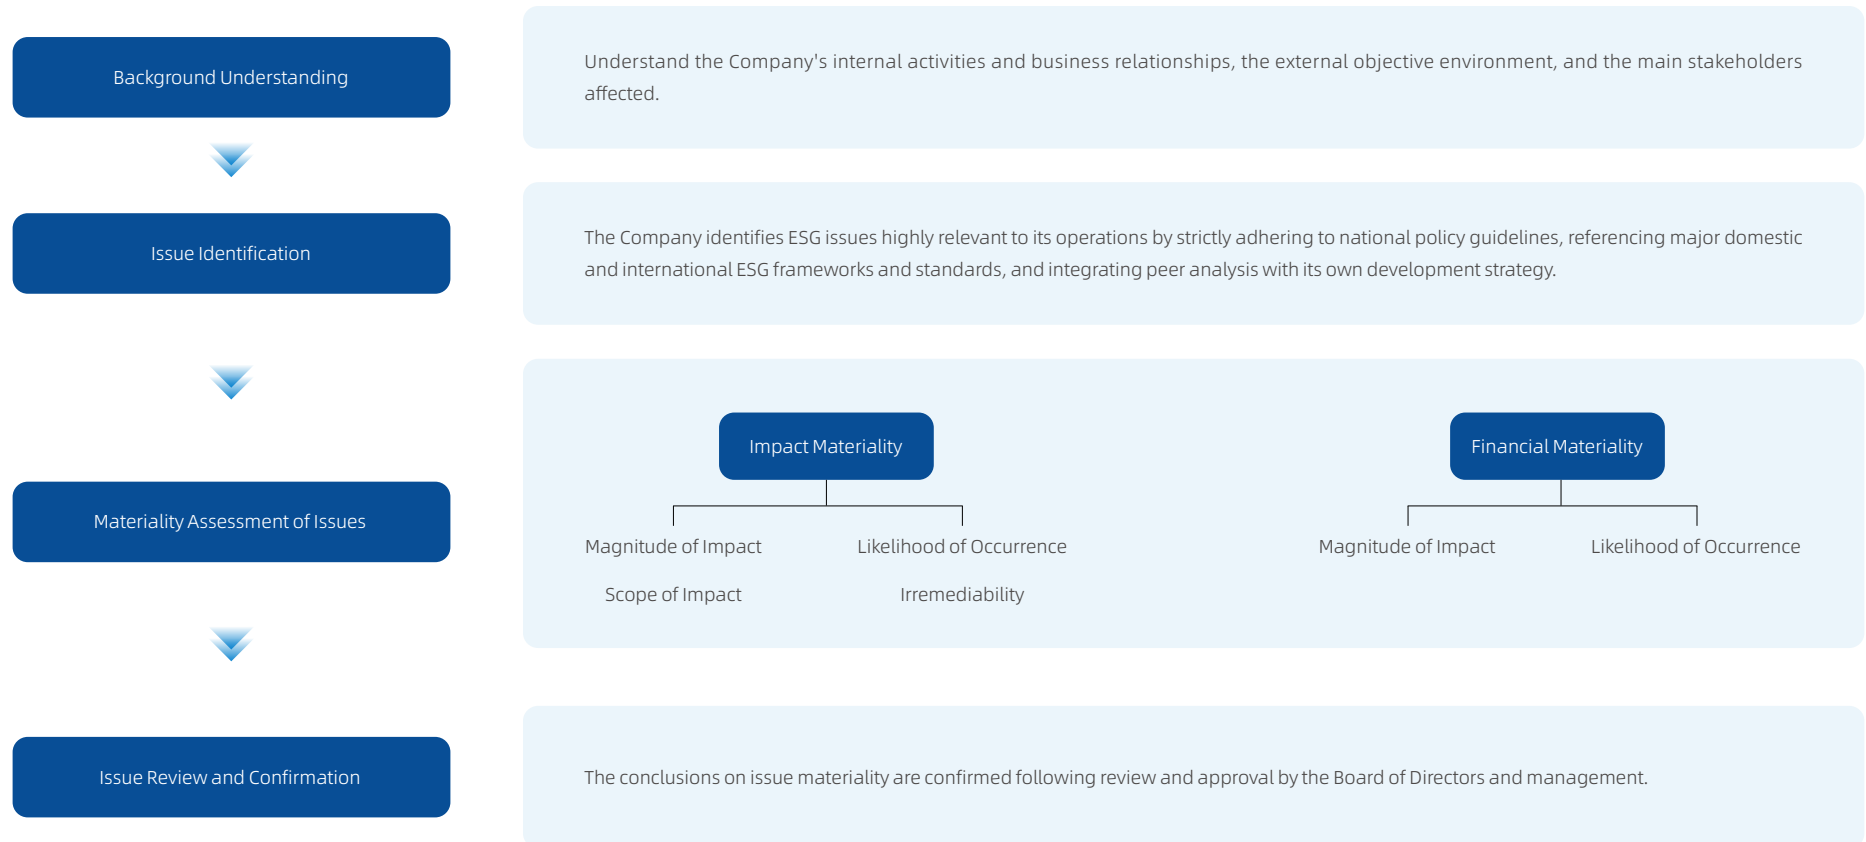 Background Understanding
Understand the Company's internal activities and business relationships, the external objective environment, and the main stakeholders
affected.
Issue Identification
The Company identifies ESG issues highly relevant to its operations by strictly adhering to national policy guidelines, referencing major domestic
and international ESG frameworks and standards, and integrating peer analysis with its own development strategy.
Materiality Assessment of Issues
Impact Materiality
Magnitude of Impact
Likelihood of Occurrence
Scope of Impact
Irremediability
Financial Materiality
Magnitude of Impact
Likelihood of Occurrence
Issue Review and Confirmation
The conclusions on issue materiality are confirmed following review and approval by the Board of Directors and management.